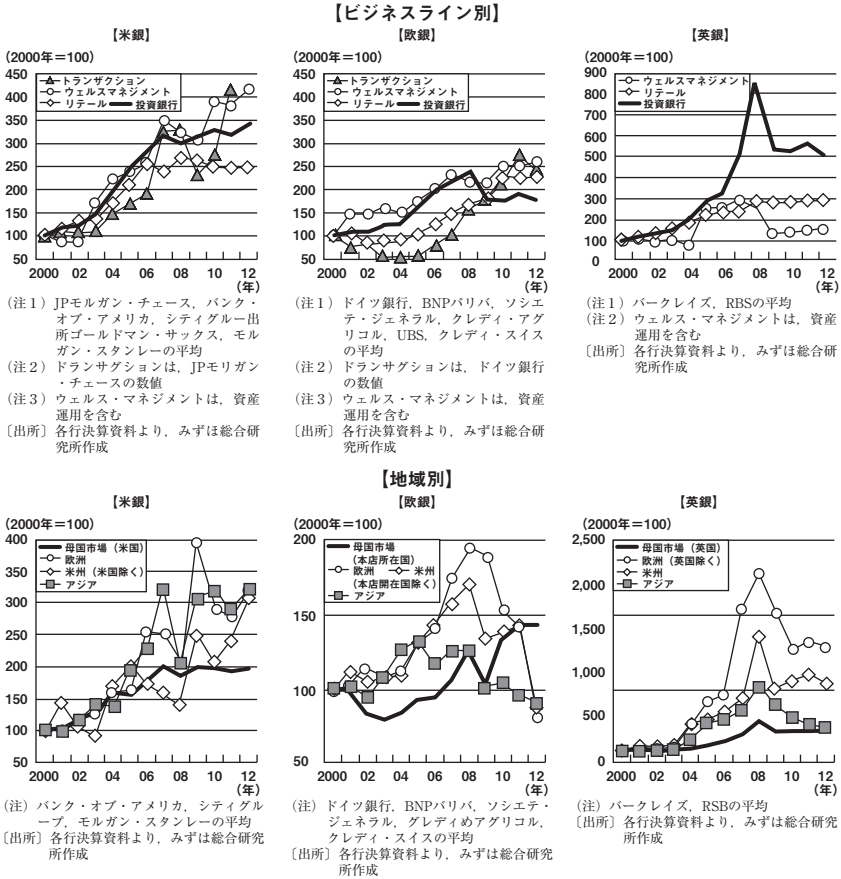 【ビジネスライン別】
【米銀】
(2000年=100)
450
400
350
300
250
200
150
100
50
トランザクション
ウェルスマネジメント
リテール 投資銀行
2000 02 04 06 08 10 12
(年)
(注1) JPモルガン・チェース，バンク・
オブ・アメリカ，シティグルー出
所ゴールドマン・サックス，モル
ガン・スタンレーの平均
(注2) ドランサグションは，JPモリガン
・チェースの数値
(注3) ウェルス・マネジメントは，資産
運用を含む
〔出所〕各行決算資料より，みずほ総合研
究所作成
【欧銀】
(2000年=100)
450
400
350
300
250
200
150
100
50
トランザクション
ウェルスマネジメント
リテール 投資銀行
2000 02 04 06 08 10 12
(年)
(注1) ドイツ銀行，BNPパリバ，ソシエ
テ・ジェネラル，クレディ・アグ
リコル，UBS，クレディ・スイス
の平均
(注2) ドランサグションは，ドイツ銀行
の数値
(注3) ウェルス・マネジメントは，資産
運用を含む
〔出所〕各行決算資料より，みずほ総合研
究所作成
【英銀】
(2000年=100)
900
800
700
600
500
400
300
200
100
0
ウェルスマネジメント
リテール
投資銀行
2000 02 04 06 08 10 12
(年)
(注1) バークレイズ，RBSの平均
(注2) ウェルス・マネジメントは，資産
運用を含む
〔出所〕各行決算資料より，みずほ総合研
究所作成
【地域別】
【米銀】
(2000年=100)
400
350
300
250
200
150
100
50
母国市場 (米国)
欧洲
米州 (米国除く)
アジア
2000 02 04 06 08 10 12
(年)
(注) バンク・オブ・アメリカ，シティグル
ープ，モルガン・スタンレーの平均
〔出所〕各行決算資料より，みずは総合研究
所作成
【欧銀】
(2000年=100)
200
150
100
50
母国市場
(本店所在国)
欧洲 米州
(本店開在国除く)
アジア
2000 02 04 06 08 10 12
(年)
(注) ドイツ銀行，BNPパリバ，ソシエテ・
ジェネラル，グレディめアグリコル，
クレディ・スイスの平均
〔出所〕各行決算資料より，みずは総合研究
所作成
【英銀】
(2000年=100)
2,500
2,000
1,500
1,000
500
0
母国市場 (英国)
欧洲 (英国除く)
米州
アジア
2000 02 04 06 08 10 12
(年)
(注) バークレイズ，RSBの平均
〔出所〕各行決算資料より，みずは総合研究
所作成